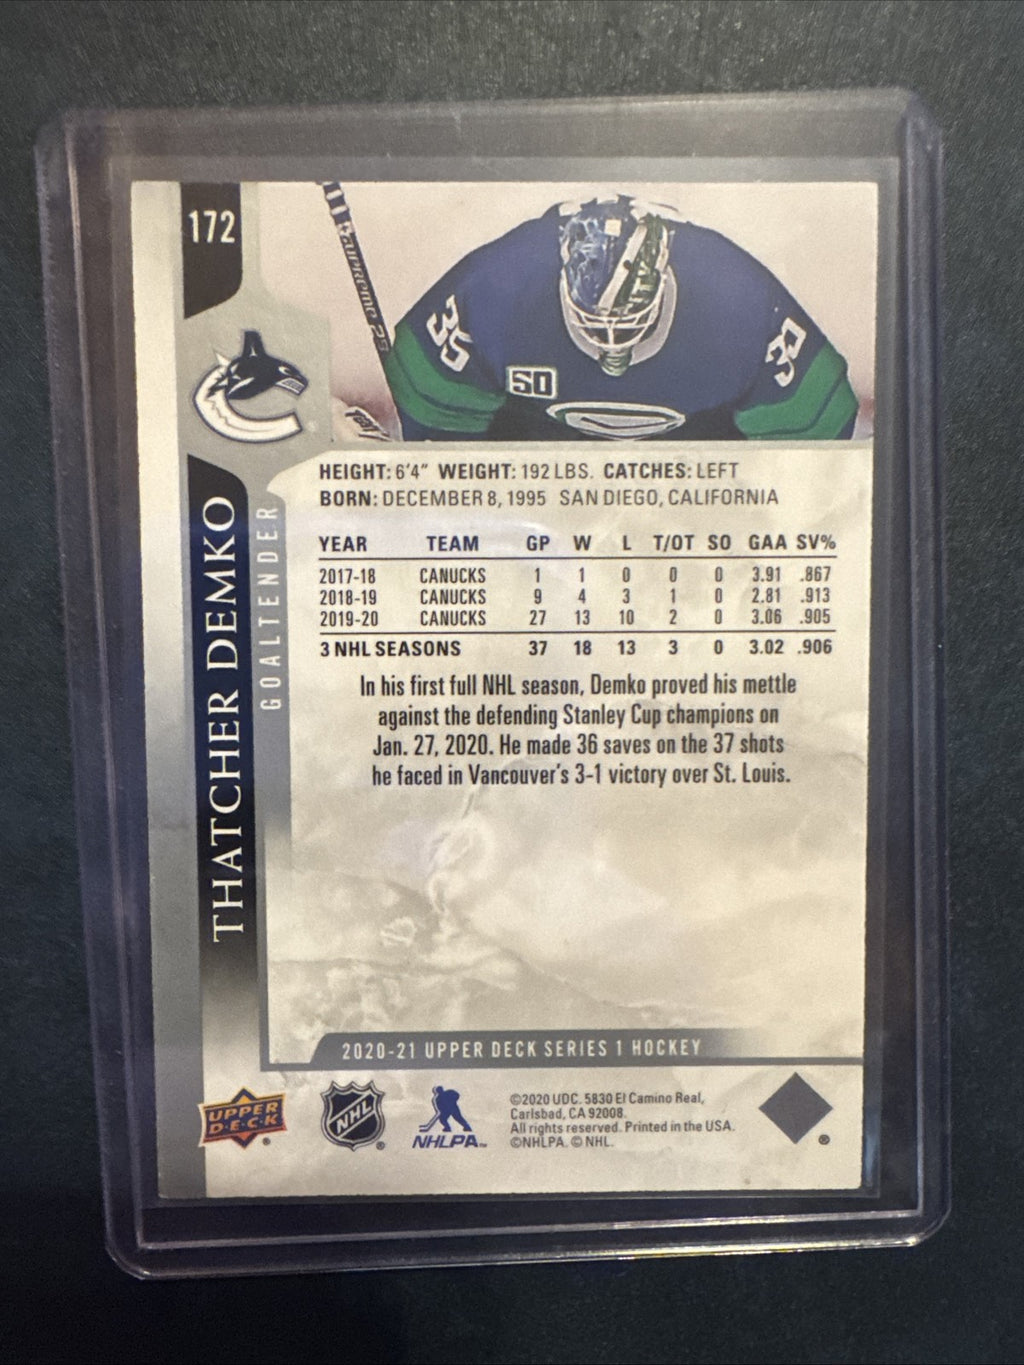 172
SUPREME
35
35
50
HEIGHT: 6'4" WEIGHT: 192 LBS. CATCHES: LEFT
BORN: DECEMBER 8, 1995 SAN DIEGO, CALIFORNIA
THATCHER DEMKO
GOALTENDER
YEAR TEAM GP W L T/OT SO GAA SV%
2017-18 CANUCKS 1 1 0 0 0 3.91 .867
2018-19 CANUCKS 9 4 3 1 0 2.81 .913
2019-20 CANUCKS 27 13 10 2 0 3.06 .905
3 NHL SEASONS 37 18 13 3 0 3.02 .906
In his first full NHL season, Demko proved his mettle
against the defending Stanley Cup champions on
Jan. 27, 2020. He made 36 saves on the 37 shots
he faced in Vancouver's 3-1 victory over St. Louis.
2020-21 UPPER DECK SERIES 1 HOCKEY
UPPER
D·E·C·K
®
NHL
®
NHLPA™
©2020 UDC. 5830 El Camino Real,
Carlsbad, CA 92008.
All rights reserved. Printed in the USA.
©NHLPA. © NHL.
®